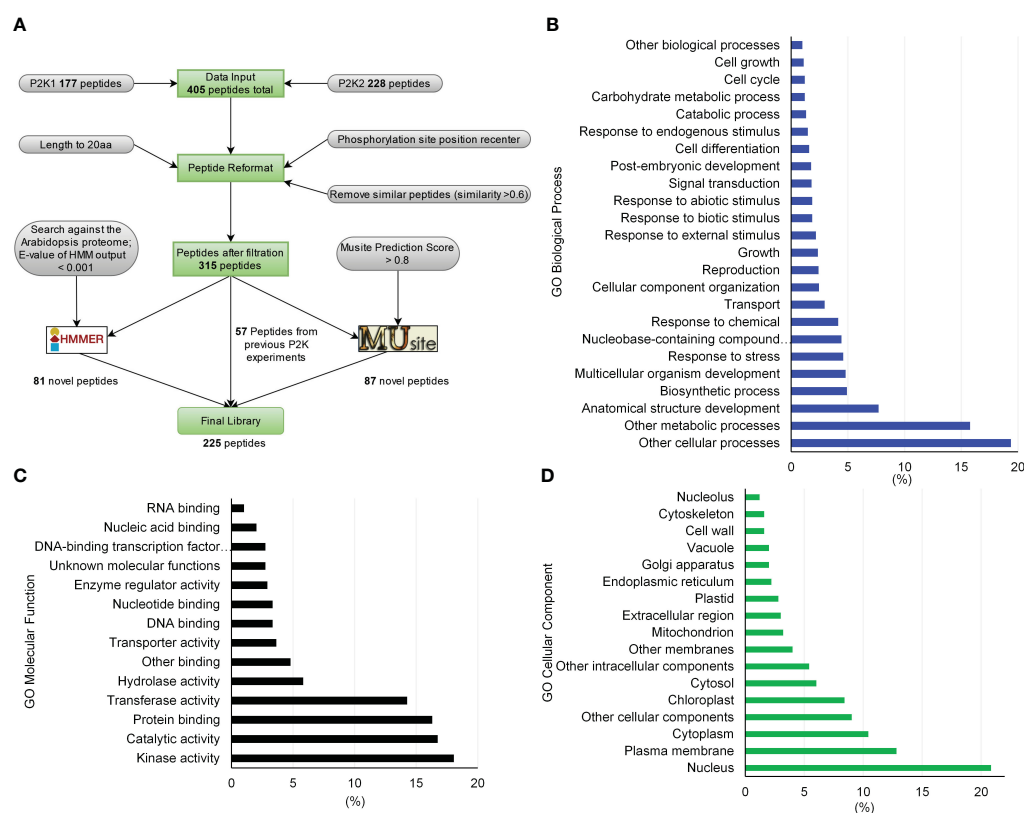 A
P2K1 177 peptides
Data Input
405 peptides total
P2K2 228 peptides
Length to 20aa
Phosphorylation site position recenter
Peptide Reformat
Remove similar peptides (similarity >0.6)
Search against the
Arabidopsis proteome;
E-value of HMM output
< 0.001
Peptides after filtration
315 peptides
Musite Prediction Score
> 0.8
HMMER
57 Peptides from
previous P2K
experiments
MUsite
81 novel peptides
87 novel peptides
Final Library
225 peptides
B
GO Biological Process
Other biological processes
Cell growth
Cell cycle
Carbohydrate metabolic process
Catabolic process
Response to endogenous stimulus
Cell differentiation
Post-embryonic development
Signal transduction
Response to abiotic stimulus
Response to biotic stimulus
Response to external stimulus
Growth
Reproduction
Cellular component organization
Transport
Response to chemical
Nucleobase-containing compound…
Response to stress
Multicellular organism development
Biosynthetic process
Anatomical structure development
Other metabolic processes
Other cellular processes
0 5 10 15 20
(%)
C
GO Molecular Function
RNA binding
Nucleic acid binding
DNA-binding transcription factor…
Unknown molecular functions
Enzyme regulator activity
Nucleotide binding
DNA binding
Transporter activity
Other binding
Hydrolase activity
Transferase activity
Protein binding
Catalytic activity
Kinase activity
0 5 10 15 20
(%)
D
GO Cellular Component
Nucleolus
Cytoskeleton
Cell wall
Vacuole
Golgi apparatus
Endoplasmic reticulum
Plastid
Extracellular region
Mitochondrion
Other membranes
Other intracellular components
Cytosol
Chloroplast
Other cellular components
Cytoplasm
Plasma membrane
Nucleus
0 5 10 15 20
(%)